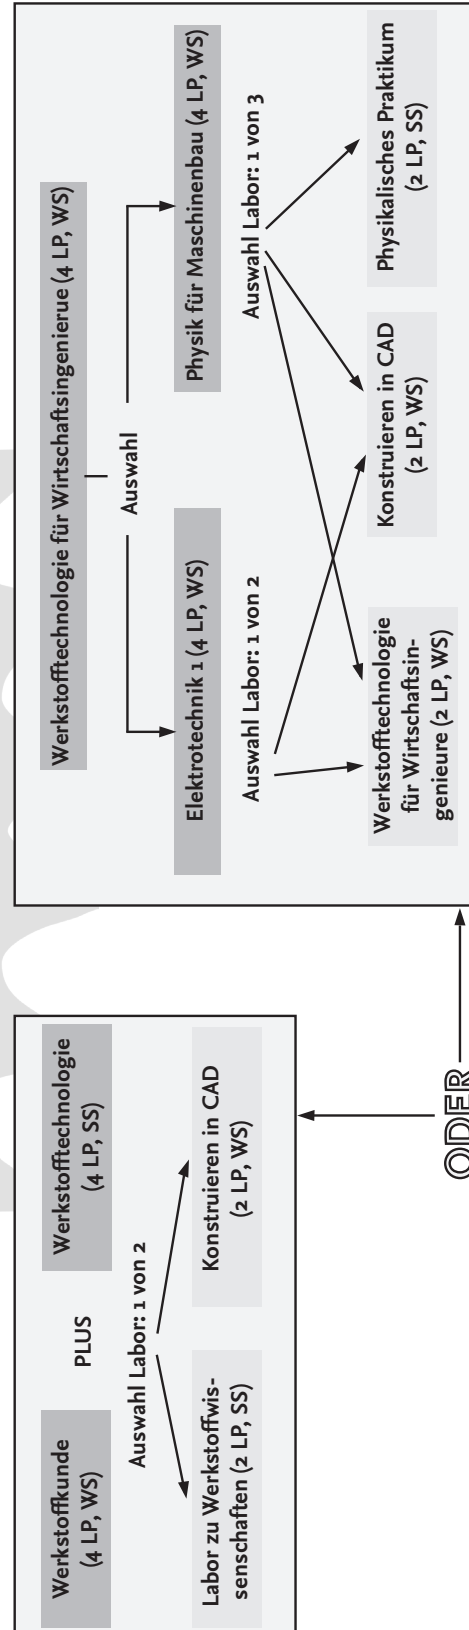 Werkstoffkunde
(4 LP, WS)
PLUS
Werkstofftechnologie
(4 LP, SS)
Auswahl Labor: 1 von 2
Labor zu Werkstoffwis-
senschaften (2 LP, SS)
Konstruieren in CAD
(2 LP, WS)
ODER
Werkstofftechnologie für Wirtschaftsingenierue (4 LP, WS)
Auswahl
Elektrotechnik 1 (4 LP, WS)
Physik für Maschinenbau (4 LP, WS)
Auswahl Labor: 1 von 2
Auswahl Labor: 1 von 3
Werkstofftechnologie
für Wirtschaftsin-
genieure (2 LP, WS)
Konstruieren in CAD
(2 LP, WS)
Physikalisches Praktikum
(2 LP, SS)